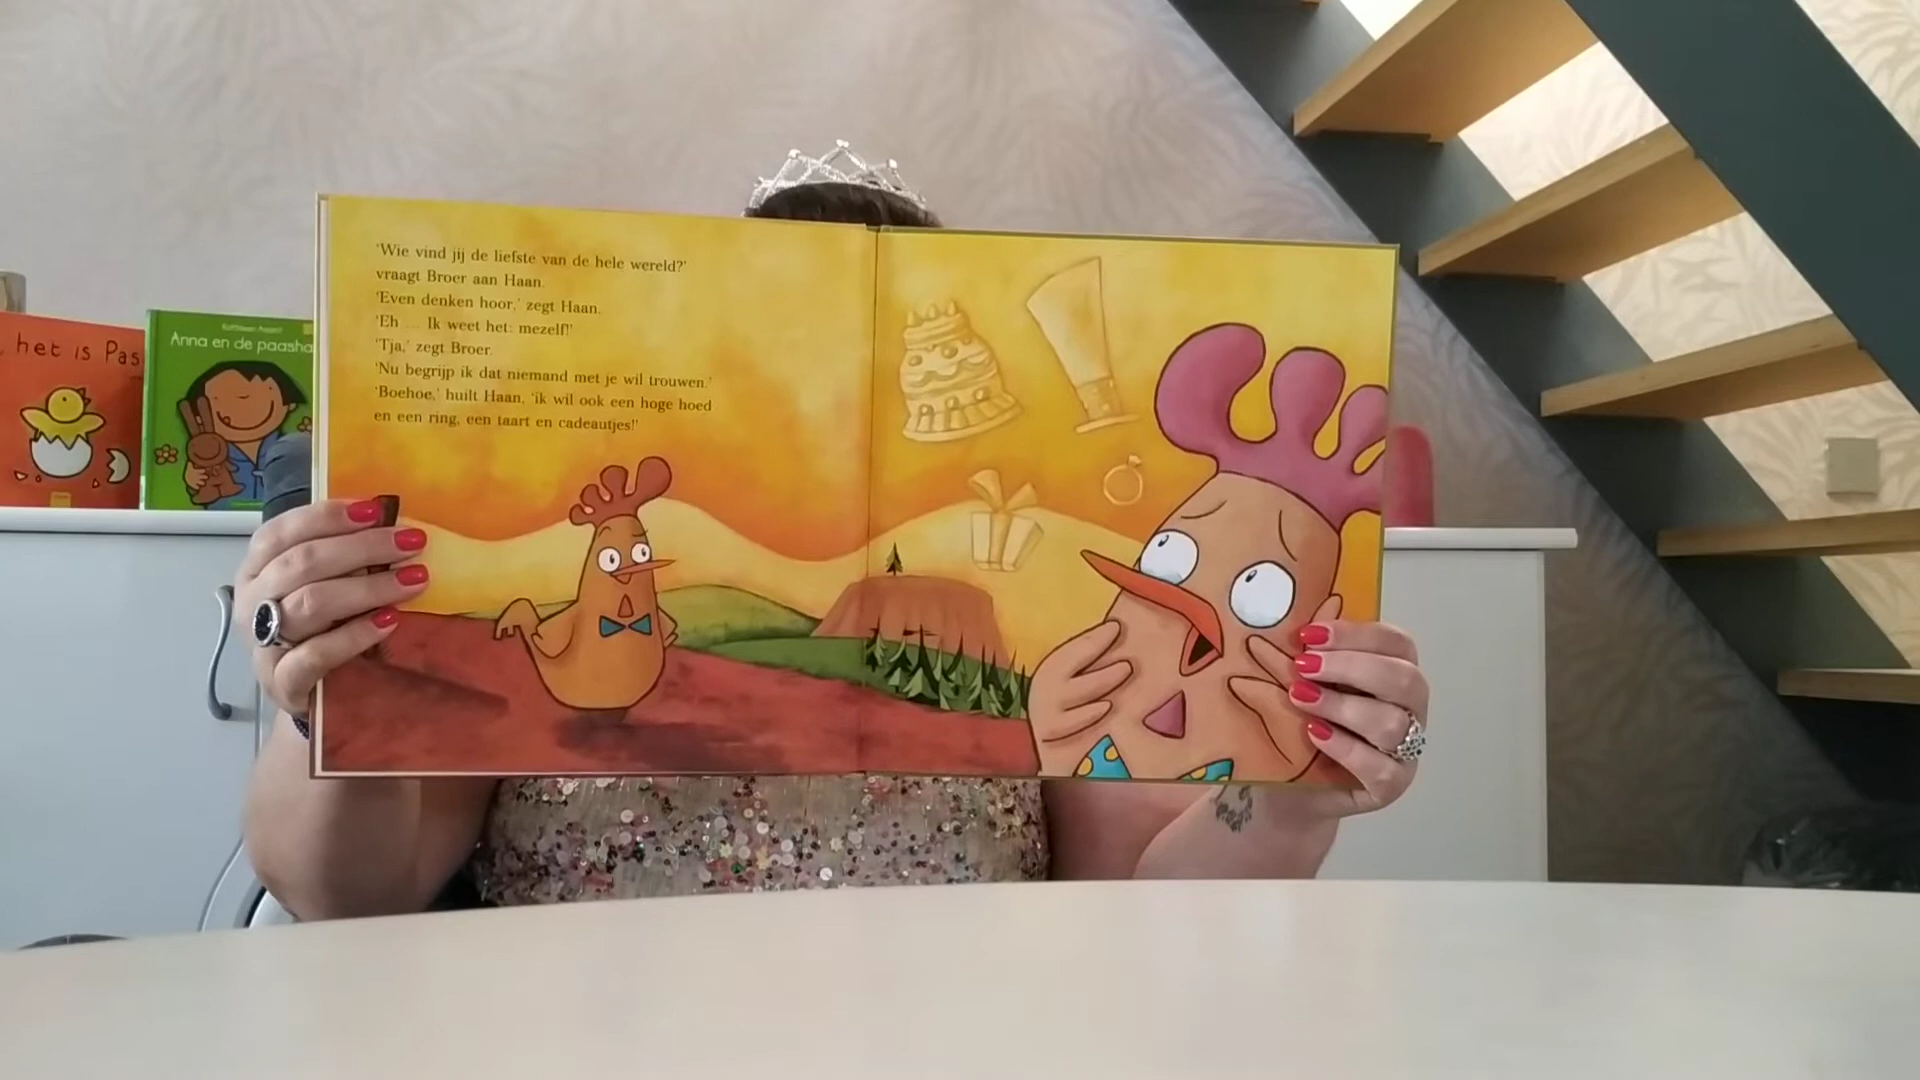 'Wie vind jij de liefste van de hele wereld?'
vraagt Broer aan Haan.
'Even denken hoor,' zegt Haan.
'Eh ... Ik weet het: mezelf!'
'Tja,' zegt Broer.
'Nu begrijp ik dat niemand met je wil trouwen.'
'Boehoe,' huilt Haan, 'ik wil ook een hoge hoed
en een ring, een taart en cadeautjes!'
het is Pas
Kathleen Amant
Anna en de paasha